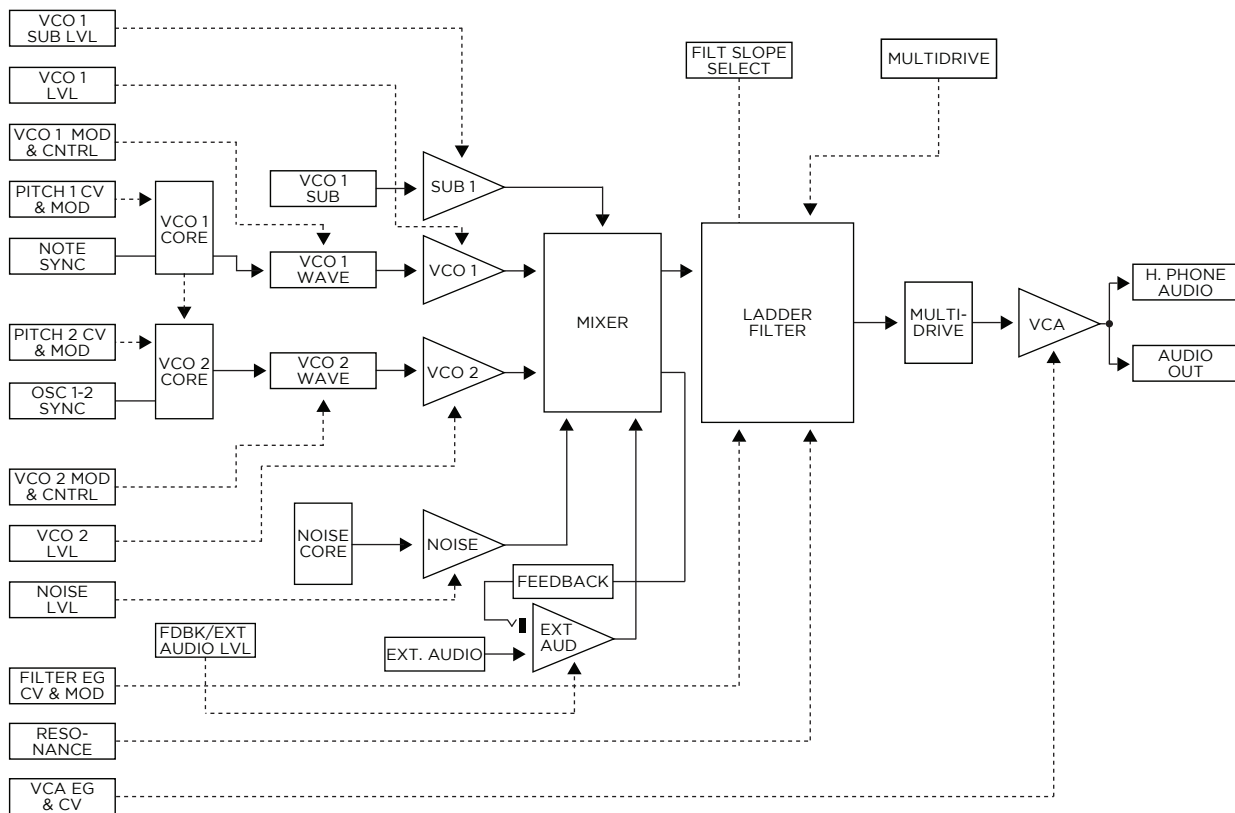 VCO 1
SUB LVL
VCO 1
LVL
VCO 1 MOD
& CNTRL
PITCH 1 CV
& MOD
NOTE
SYNC
VCO 1
CORE
PITCH 2 CV
& MOD
OSC 1-2
SYNC
VCO 2
CORE
VCO 2 MOD
& CNTRL
VCO 2
LVL
NOISE
LVL
FILTER EG
CV & MOD
RESO-
NANCE
VCA EG
& CV
VCO 1
SUB
VCO 1
WAVE
VCO 2
WAVE
NOISE
CORE
FDBK/EXT
AUDIO LVL
EXT. AUDIO
SUB 1
VCO 1
VCO 2
NOISE
FEEDBACK
EXT
AUD
MIXER
FILT SLOPE
SELECT
MULTIDRIVE
LADDER
FILTER
MULTI-
DRIVE
VCA
H. PHONE
AUDIO
AUDIO
OUT